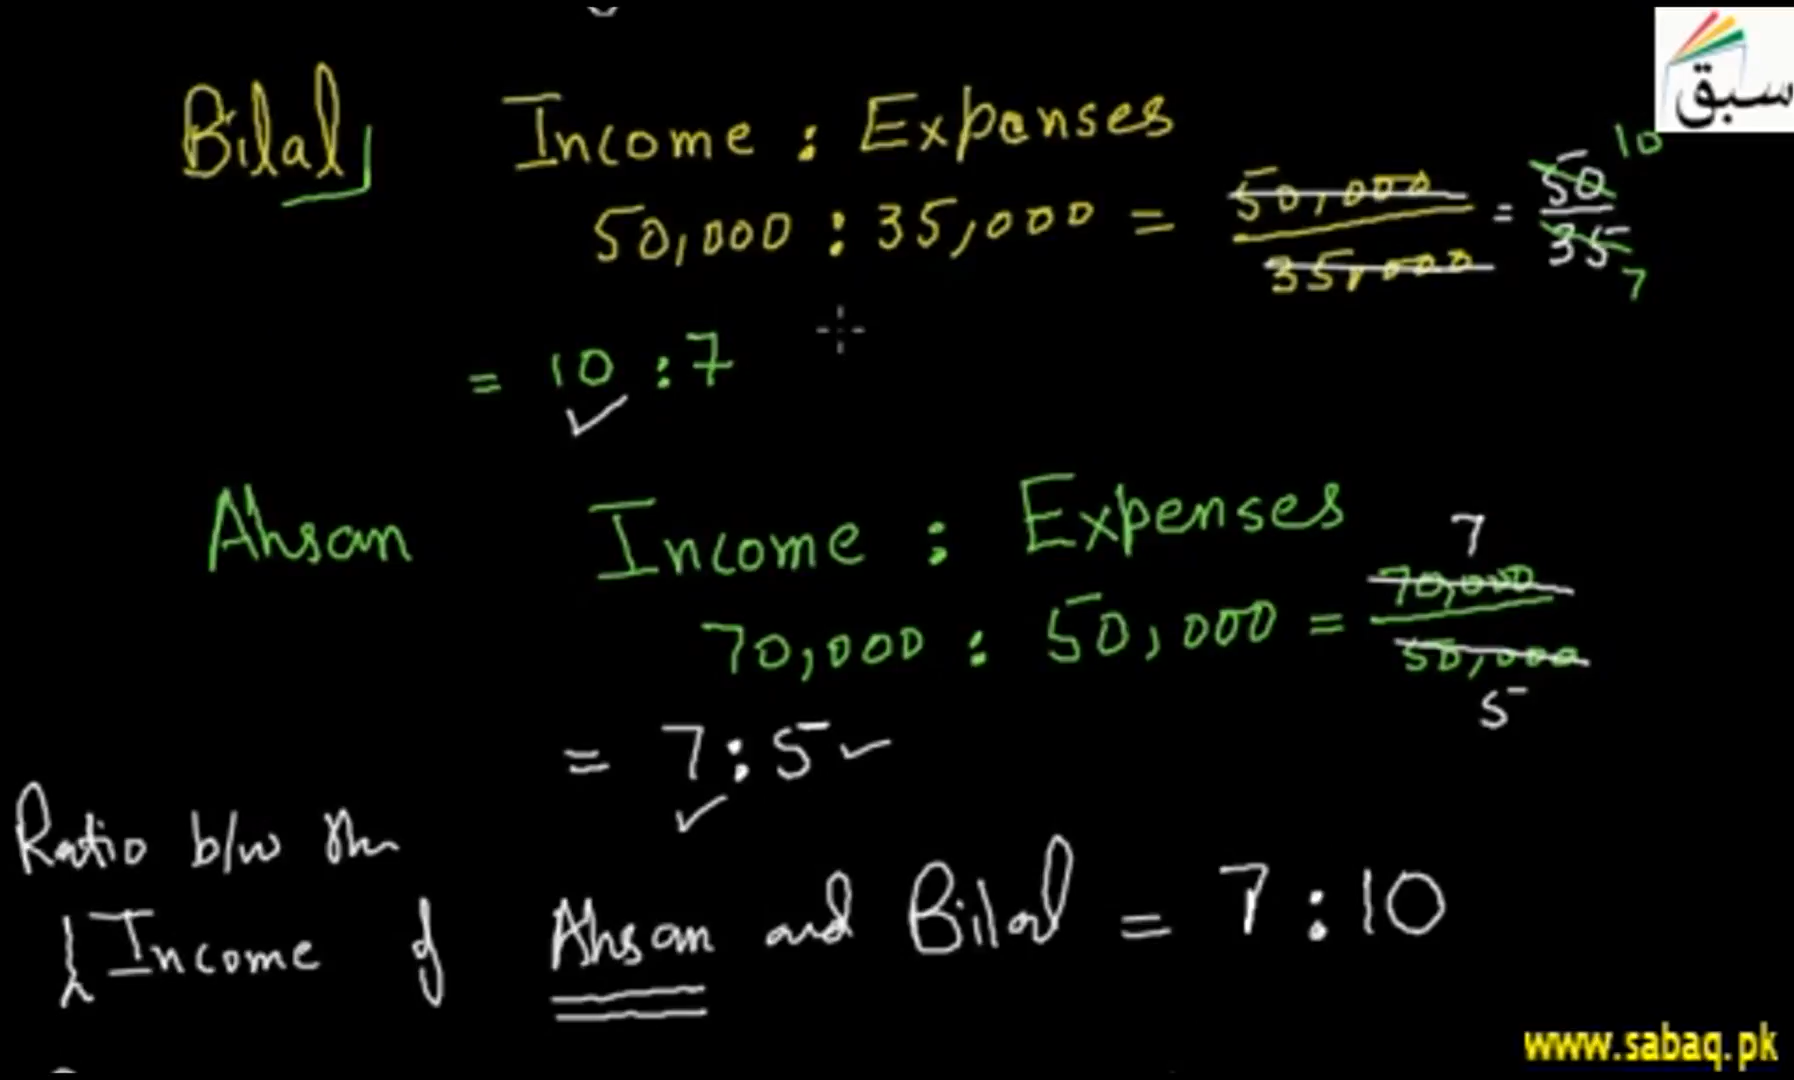 سبق
Bilal Income : Expenses
50,000 : 35,000 = 50,000/35,000 = 50/35 10 7
= 10 : 7
Ahsan Income : Expenses
70,000 : 50,000 = 70,000/50,000 7 5
= 7 : 5
Ratio b/w the
Income of Ahsan and Bilal = 7 : 10
www.sabaq.pk